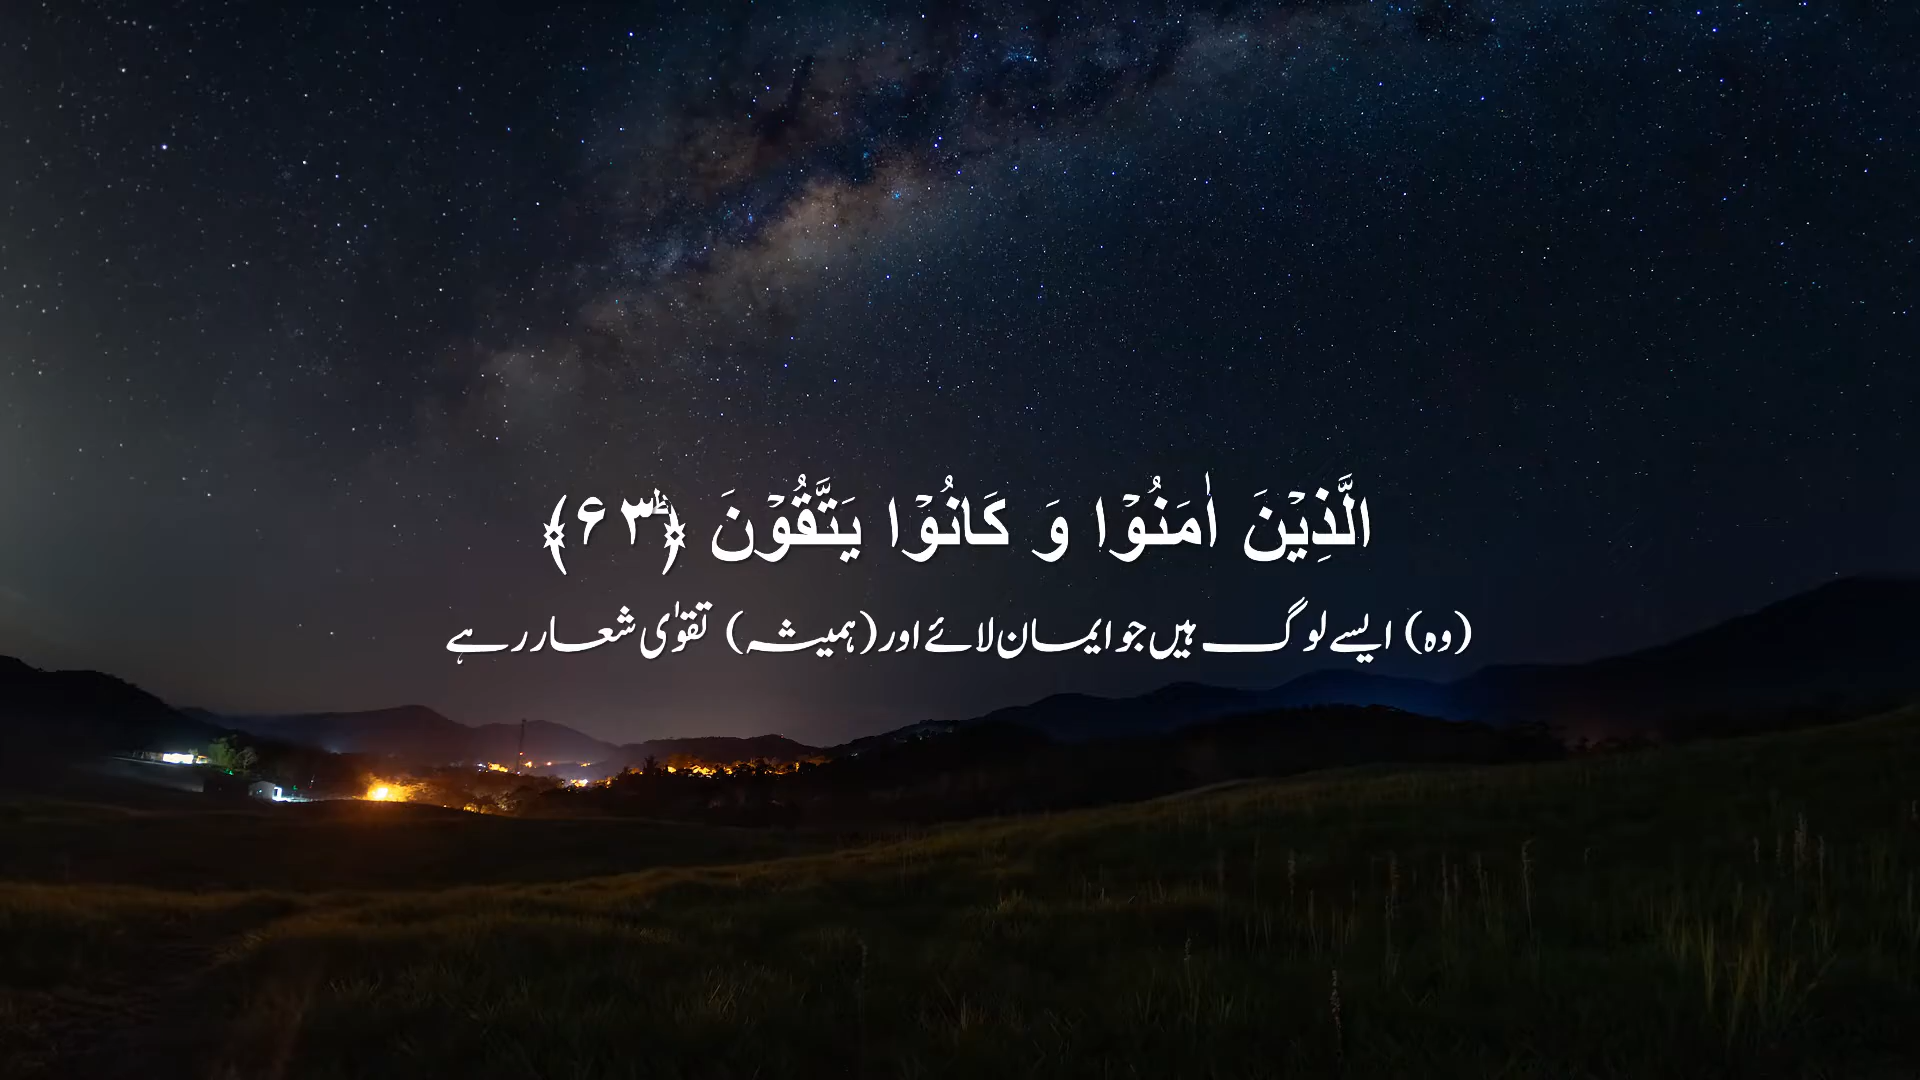 الَّذِیۡنَ اٰمَنُوۡا وَ کَانُوۡا یَتَّقُوۡنَ ﴿ؕ۶۳﴾
(وہ) ایسے لوگ ہیں جو ایمان لائے اور (ہمیشہ) تقوٰی شعار رہے